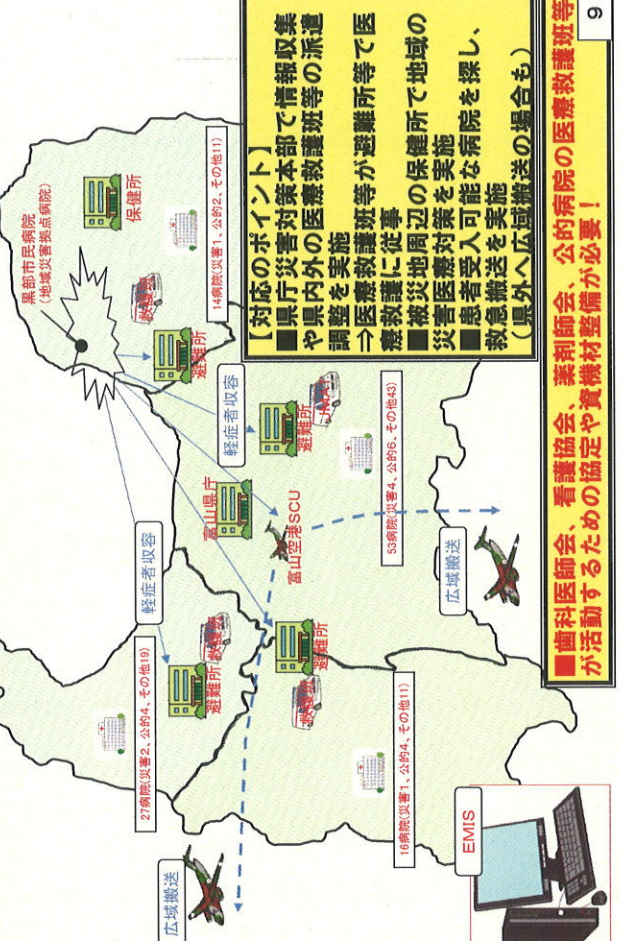 黒部市民病院
(地域災害拠点病院)
保健所
14病院(災害1、公的2、その他11)
救護班
避難所
軽症者収容
避難所
JMAT
53病院(災害4、公的6、その他43)
富山県庁
富山空港SCU
広域搬送
軽症者収容
避難所
救護班
27病院(災害2、公的4、その他19)
避難所
救護班
16病院(災害1、公的4、その他11)
広域搬送
EMIS
【対応のポイント】
■県庁災害対策本部で情報収集
や県内外の医療救護班等の派遣
調整を実施
→医療救護班等が避難所等で医
療救護に従事
■被災地周辺の保健所で地域の
災害医療対策を実施
■患者受入可能な病院を探し、
救急搬送を実施
(県外へ広域搬送の場合も)
■歯科医師会、看護協会、薬剤師会、公的病院の医療救護班等
が活動するための協定や資機材整備が必要!
9